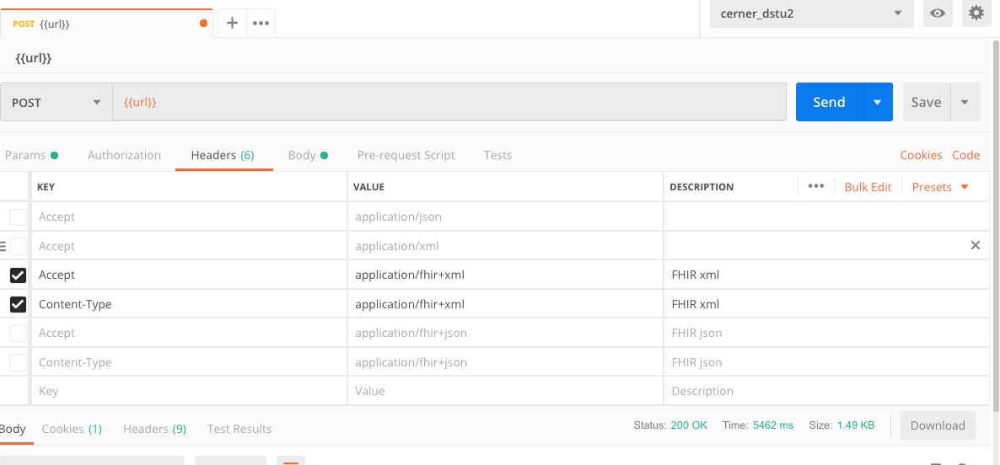 POST {{url}} + ••• cerner_dstu2
{{url}}
POST {{url}} Send Save
Params Authorization Headers (6) Body Pre-request Script Tests Cookies Code
KEY VALUE DESCRIPTION ••• Bulk Edit Presets
Accept application/json
Accept application/xml
Accept application/fhir+xml FHIR xml
Content-Type application/fhir+xml FHIR xml
Accept application/fhir+json FHIR json
Content-Type application/fhir+json FHIR json
Key Value Description
Body Cookies (1) Headers (9) Test Results Status: 200 OK Time: 5462 ms Size: 1.49 KB Download